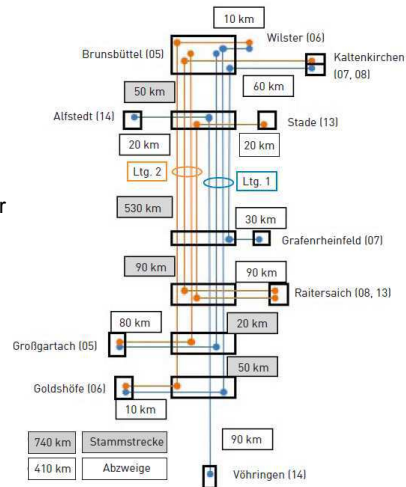 10 km
Wilster (06)
Brunsbüttel (05)
Kaltenkirchen
(07, 08)
50 km
60 km
Alfstedt (14)
Stade (13)
20 km
20 km
Ltg. 2
Ltg. 1
r
530 km
30 km
Grafenrheinfeld (07)
90 km
90 km
Raitersaich (08, 13)
80 km
20 km
Großgartach (05)
50 km
Goldshöfe (06)
10 km
90 km
740 km Stammstrecke
410 km Abzweige
Vöhringen (14)